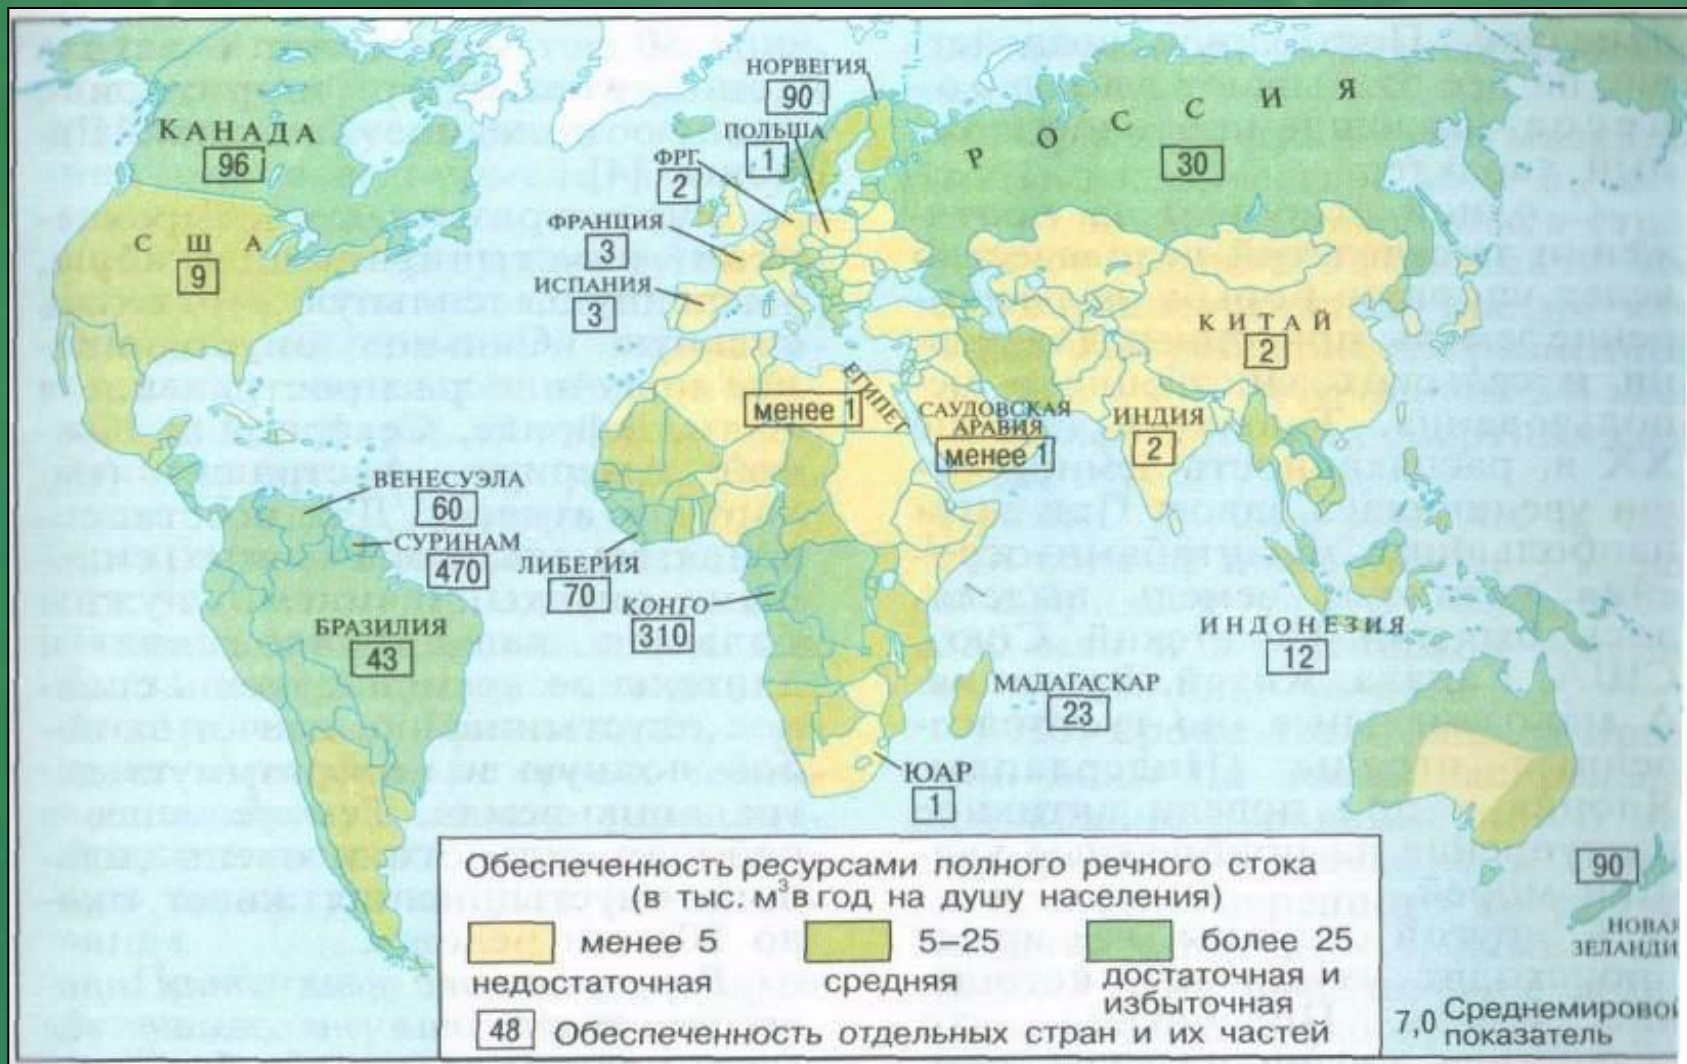 НОРВЕГИЯ
90
КАНАДА
96
ПОЛЬША
1
РОССИЯ
30
ФРГ
2
США
9
ФРАНЦИЯ
3
ИСПАНИЯ
3
КИТАЙ
2
ЕГИПЕТ
менее 1
САУДОВСКАЯ
АРАВИЯ
менее 1
ИНДИЯ
2
ВЕНЕСУЭЛА
60
СУРИНАМ
470
ЛИБЕРИЯ
70
КОНГО
310
БРАЗИЛИЯ
43
ИНДОНЕЗИЯ
12
МАДАГАСКАР
23
ЮАР
1
90
НОВАЯ
ЗЕЛАНДИ
Обеспеченность ресурсами полного речного стока
(в тыс. м³ в год на душу населения)
менее 5
недостаточная
5–25
средняя
более 25
достаточная и
избыточная
48 Обеспеченность отдельных стран и их частей
7,0 Среднемировой
показатель